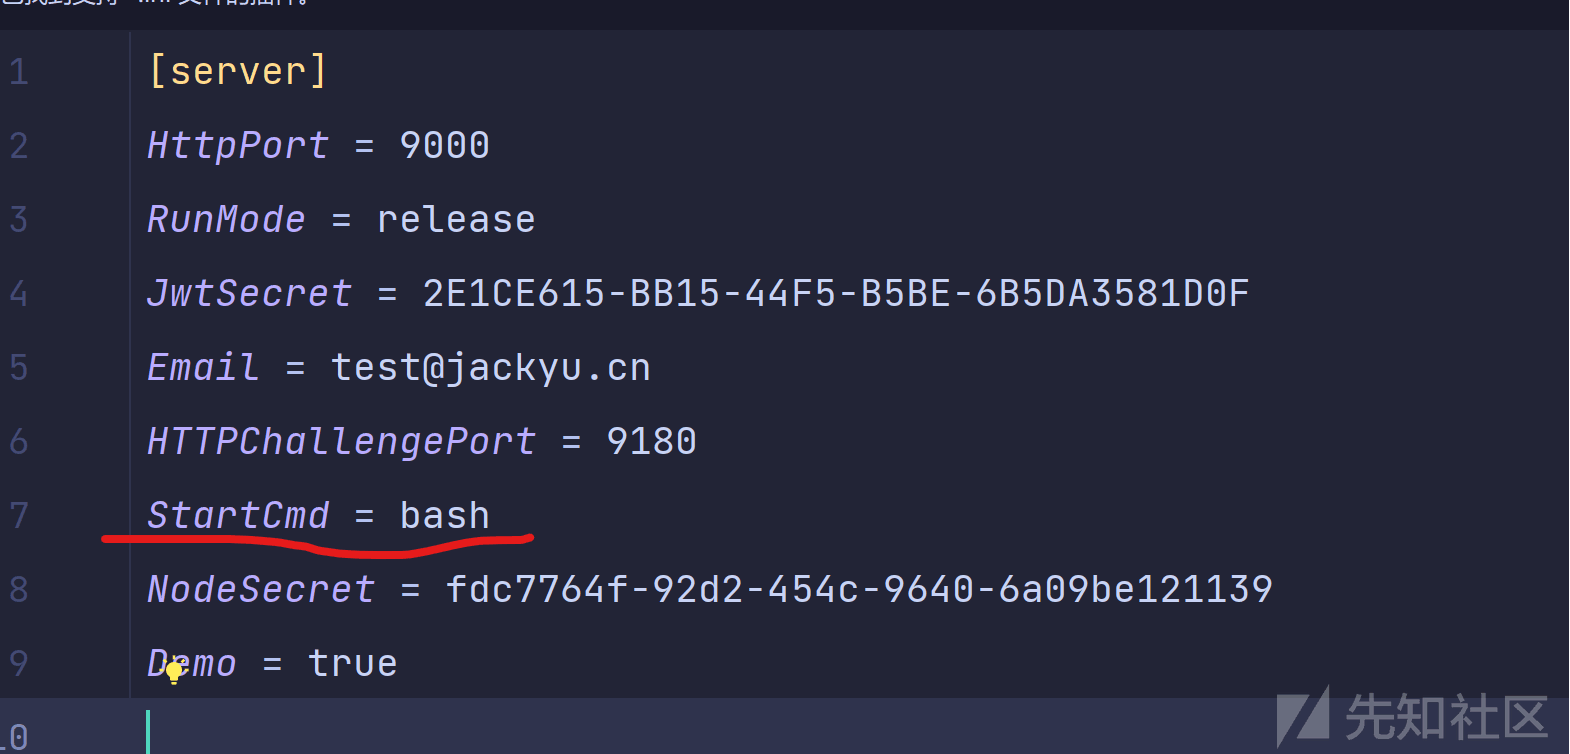 1 [server]
2 HttpPort = 9000
3 RunMode = release
4 JwtSecret = 2E1CE615-BB15-44F5-B5BE-6B5DA3581D0F
5 Email = test@jackyu.cn
6 HTTPChallengePort = 9180
7 StartCmd = bash
8 NodeSecret = fdc7764f-92d2-454c-9640-6a09be121139
9 Demo = true
10
先知社区